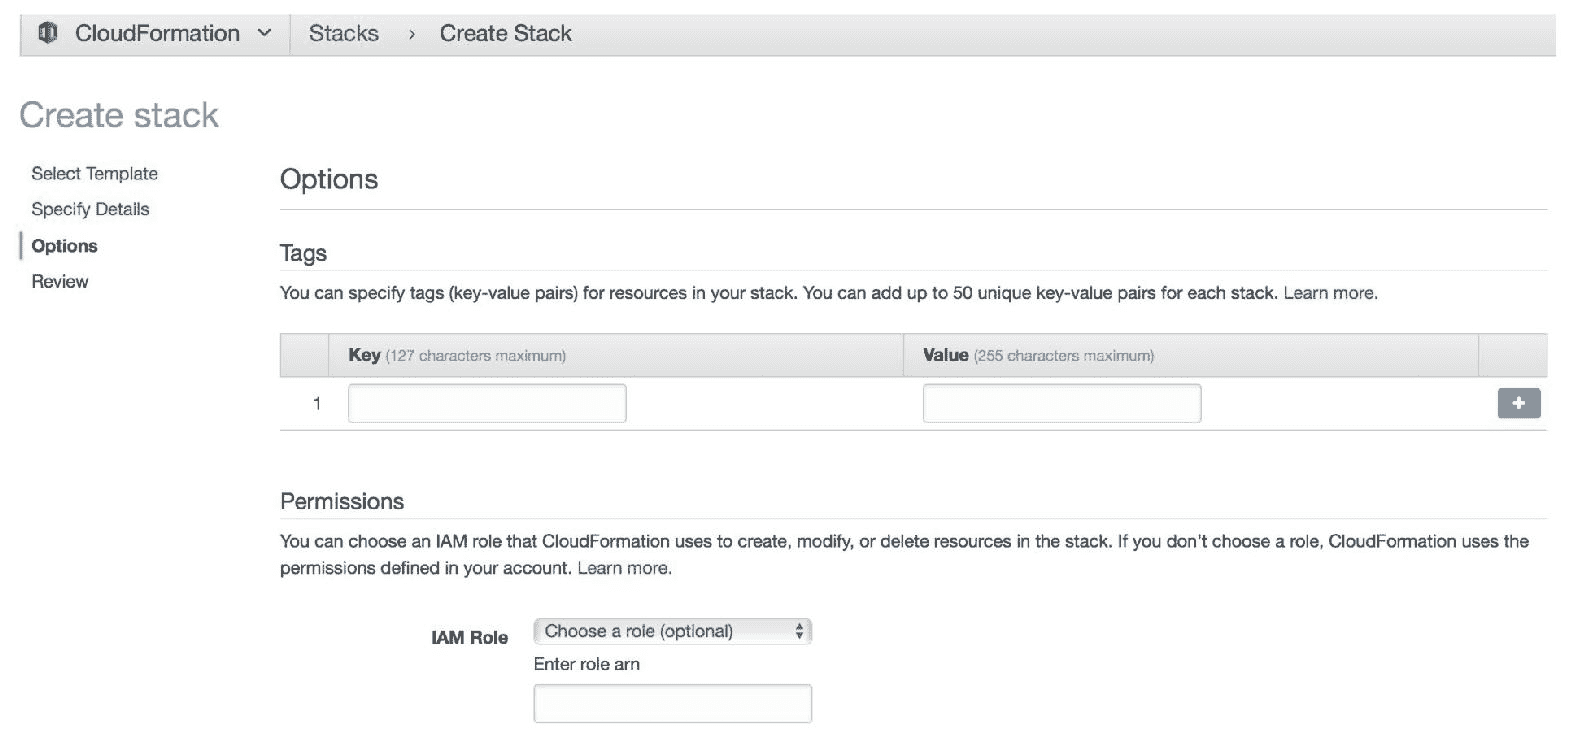 CloudFormation Stacks › Create Stack
Create stack
Select Template
Specify Details
Options
Review
Options
Tags
You can specify tags (key-value pairs) for resources in your stack. You can add up to 50 unique key-value pairs for each stack. Learn more.
Key (127 characters maximum) Value (255 characters maximum)
1 +
Permissions
You can choose an IAM role that CloudFormation uses to create, modify, or delete resources in the stack. If you don't choose a role, CloudFormation uses the
permissions defined in your account. Learn more.
IAM Role Choose a role (optional)
Enter role arn